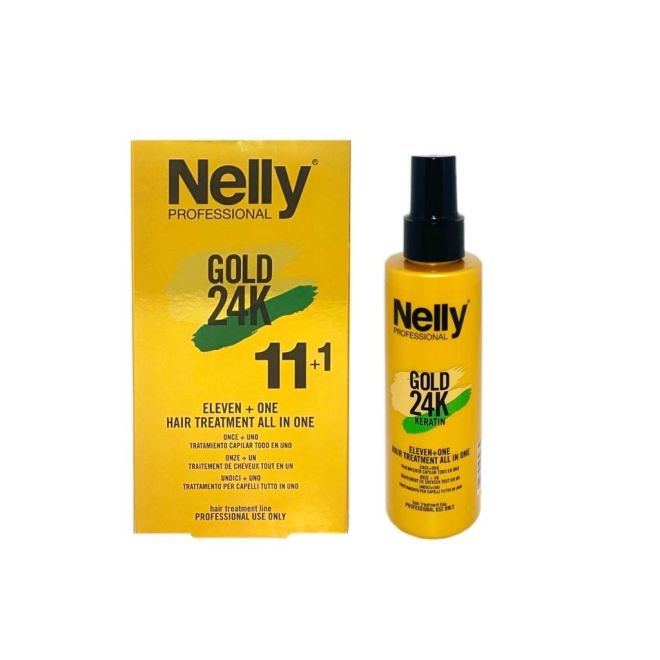 Nelly®
PROFESSIONAL
GOLD
24K
11+1
ELEVEN + ONE
HAIR TREATMENT ALL IN ONE
ONCE + UNO
TRATAMIENTO CAPILAR TODO EN UNO
ONZE + UN
TRAITEMENT DE CHEVEUX TOUT EN UN
UNDICI + UNO
TRATTAMENTO PER CAPELLI TUTTO IN UNO
hair treatment line
PROFESSIONAL USE ONLY
Nelly®
PROFESSIONAL
GOLD
24K
KERATIN
ELEVEN+ONE
HAIR TREATMENT ALL IN ONE
ONCE+UNO
TRATAMIENTO CAPILAR TODO EN UNO
ONZE + UN
TRAITEMENT DE CHEVEUX TOUT EN UN
UNDICI+UNO
TRATTAMENTO PER CAPELLI TUTTO IN UNO
hair treatment line
PROFESSIONAL USE ONLY